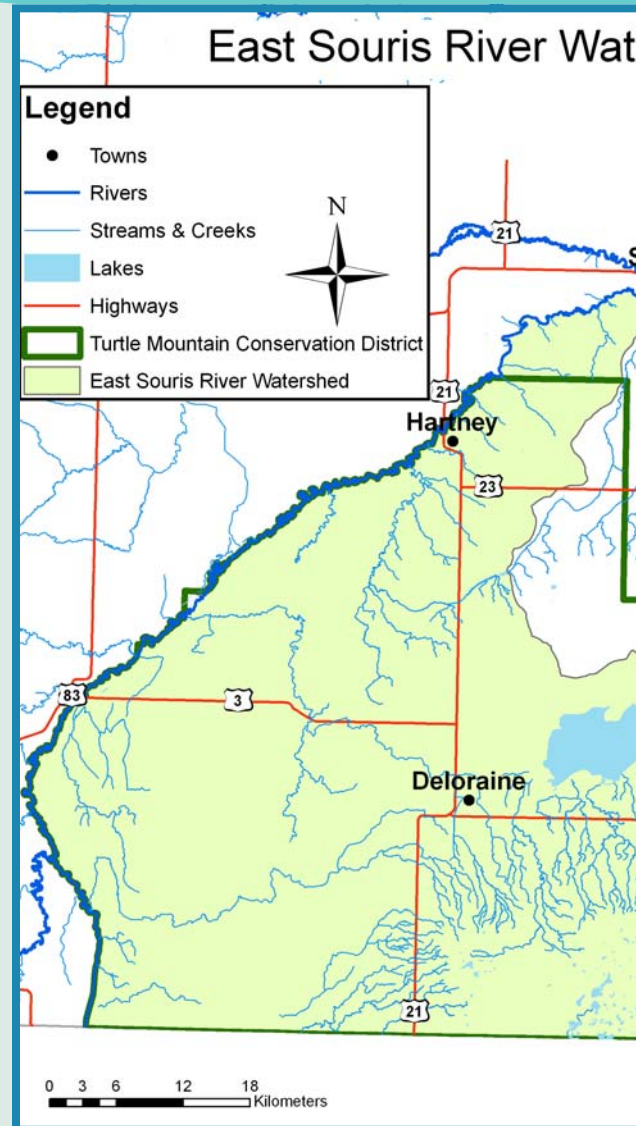 East Souris River Wat
Legend
Towns
Rivers
Streams & Creeks
Lakes
Highways
Turtle Mountain Conservation District
East Souris River Watershed
N
21
S
21
Hartney
23
83
3
Deloraine
21
0 3 6 12 18
Kilometers